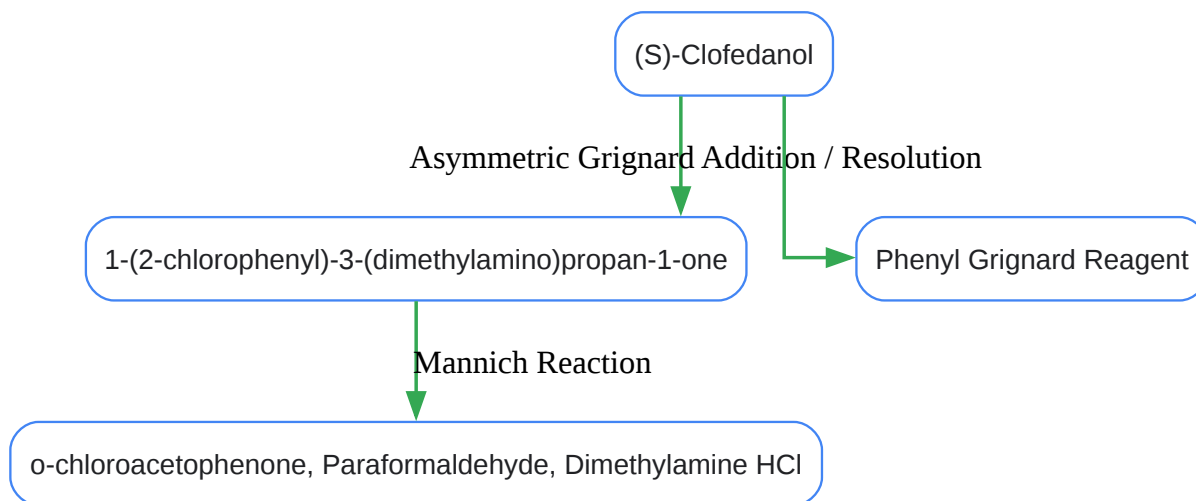 (S)-Clofedanol
Asymmetric Grignard Addition / Resolution
1-(2-chlorophenyl)-3-(dimethylamino)propan-1-one
Phenyl Grignard Reagent
Mannich Reaction
o-chloroacetophenone, Paraformaldehyde, Dimethylamine HCl